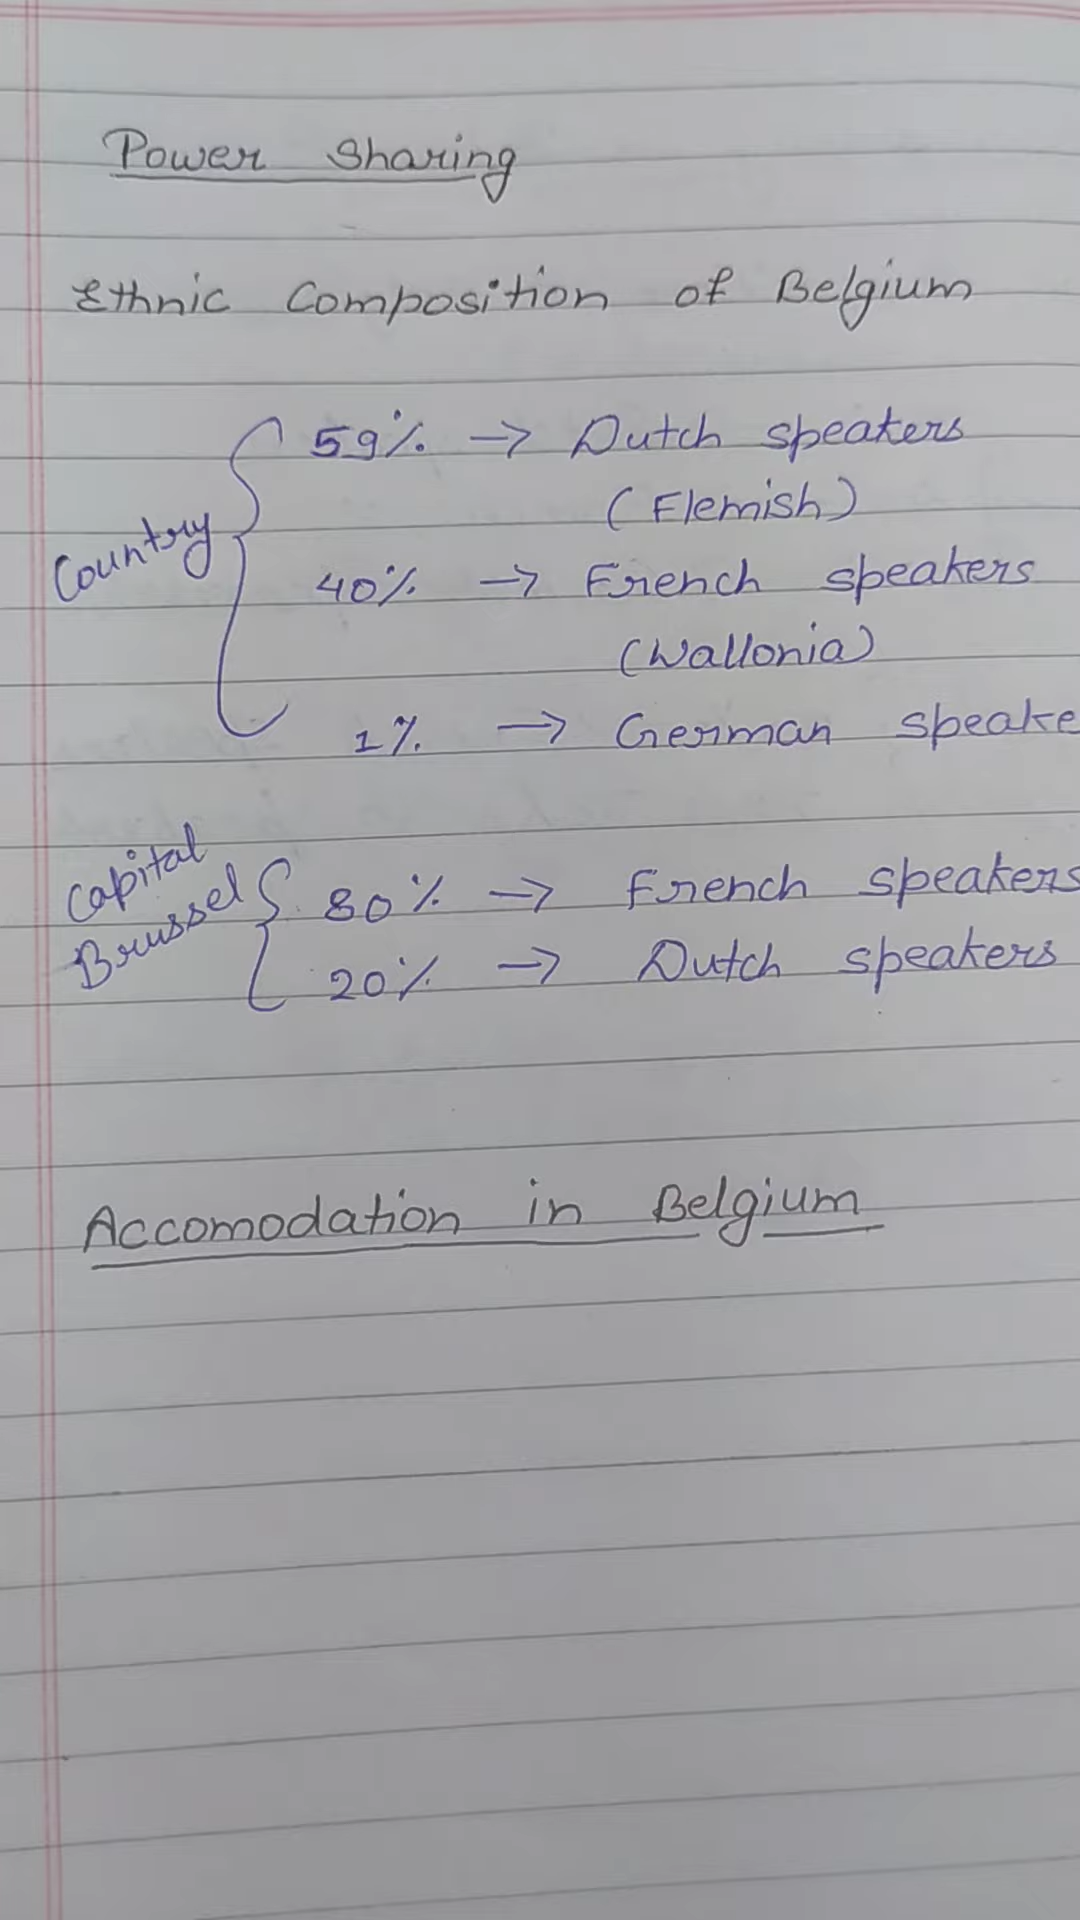 Power Sharing
Ethnic Composition of Belgium
Country
59% → Dutch speakers
(Flemish)
40% → French speakers
(Wallonia)
1% → German speake
Capital
Brussel
80% → French speakers
20% → Dutch speakers
Accomodation in Belgium